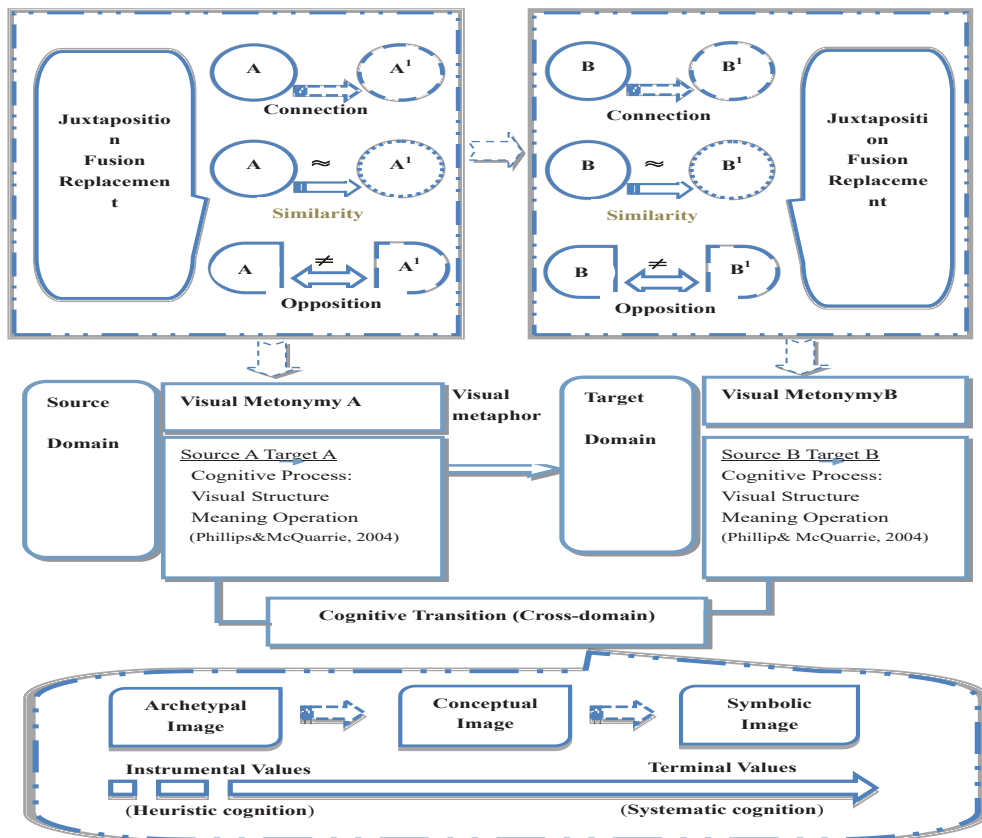 Juxtapositio
n
Fusion
Replacemen
t
A
A¹
Connection
A
≈
A¹
Similarity
A
≠
A¹
Opposition
B
B¹
Connection
B
≈
B¹
Similarity
B
≠
B¹
Opposition
Juxtapositi
on
Fusion
Replaceme
nt
Source
Domain
Visual Metonymy A
Source A Target A
Cognitive Process:
Visual Structure
Meaning Operation
(Phillips&McQuarrie, 2004)
Visual
metaphor
Target
Domain
Visual MetonymyB
Source B Target B
Cognitive Process:
Visual Structure
Meaning Operation
(Phillip& McQuarrie, 2004)
Cognitive Transition (Cross-domain)
Archetypal
Image
Conceptual
Image
Symbolic
Image
Instrumental Values
Terminal Values
(Heuristic cognition)
(Systematic cognition)